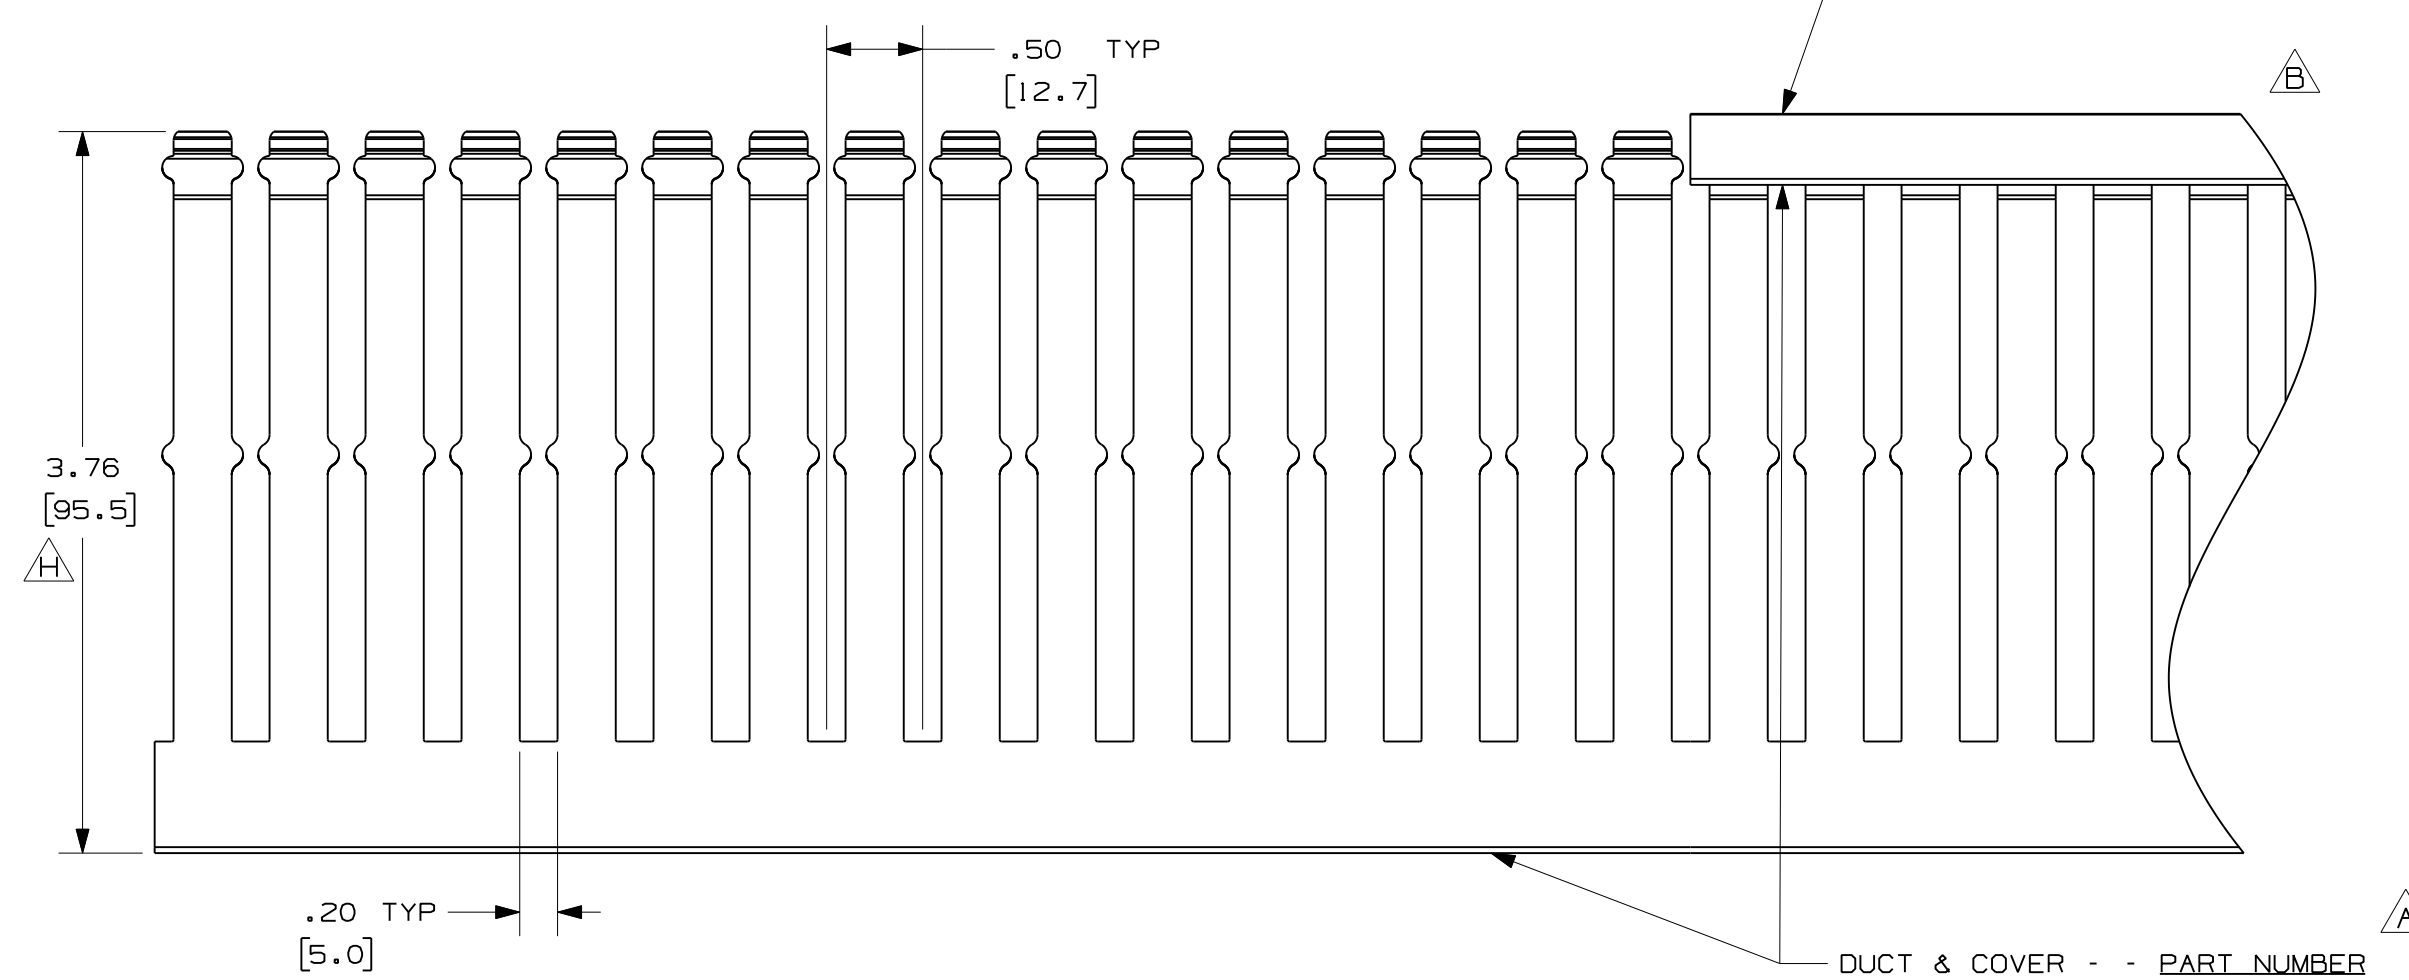 .50 TYP
[12.7]
B
3.76
[95.5]
H
.20 TYP
[5.0]
A
DUCT & COVER - - PART NUMBER